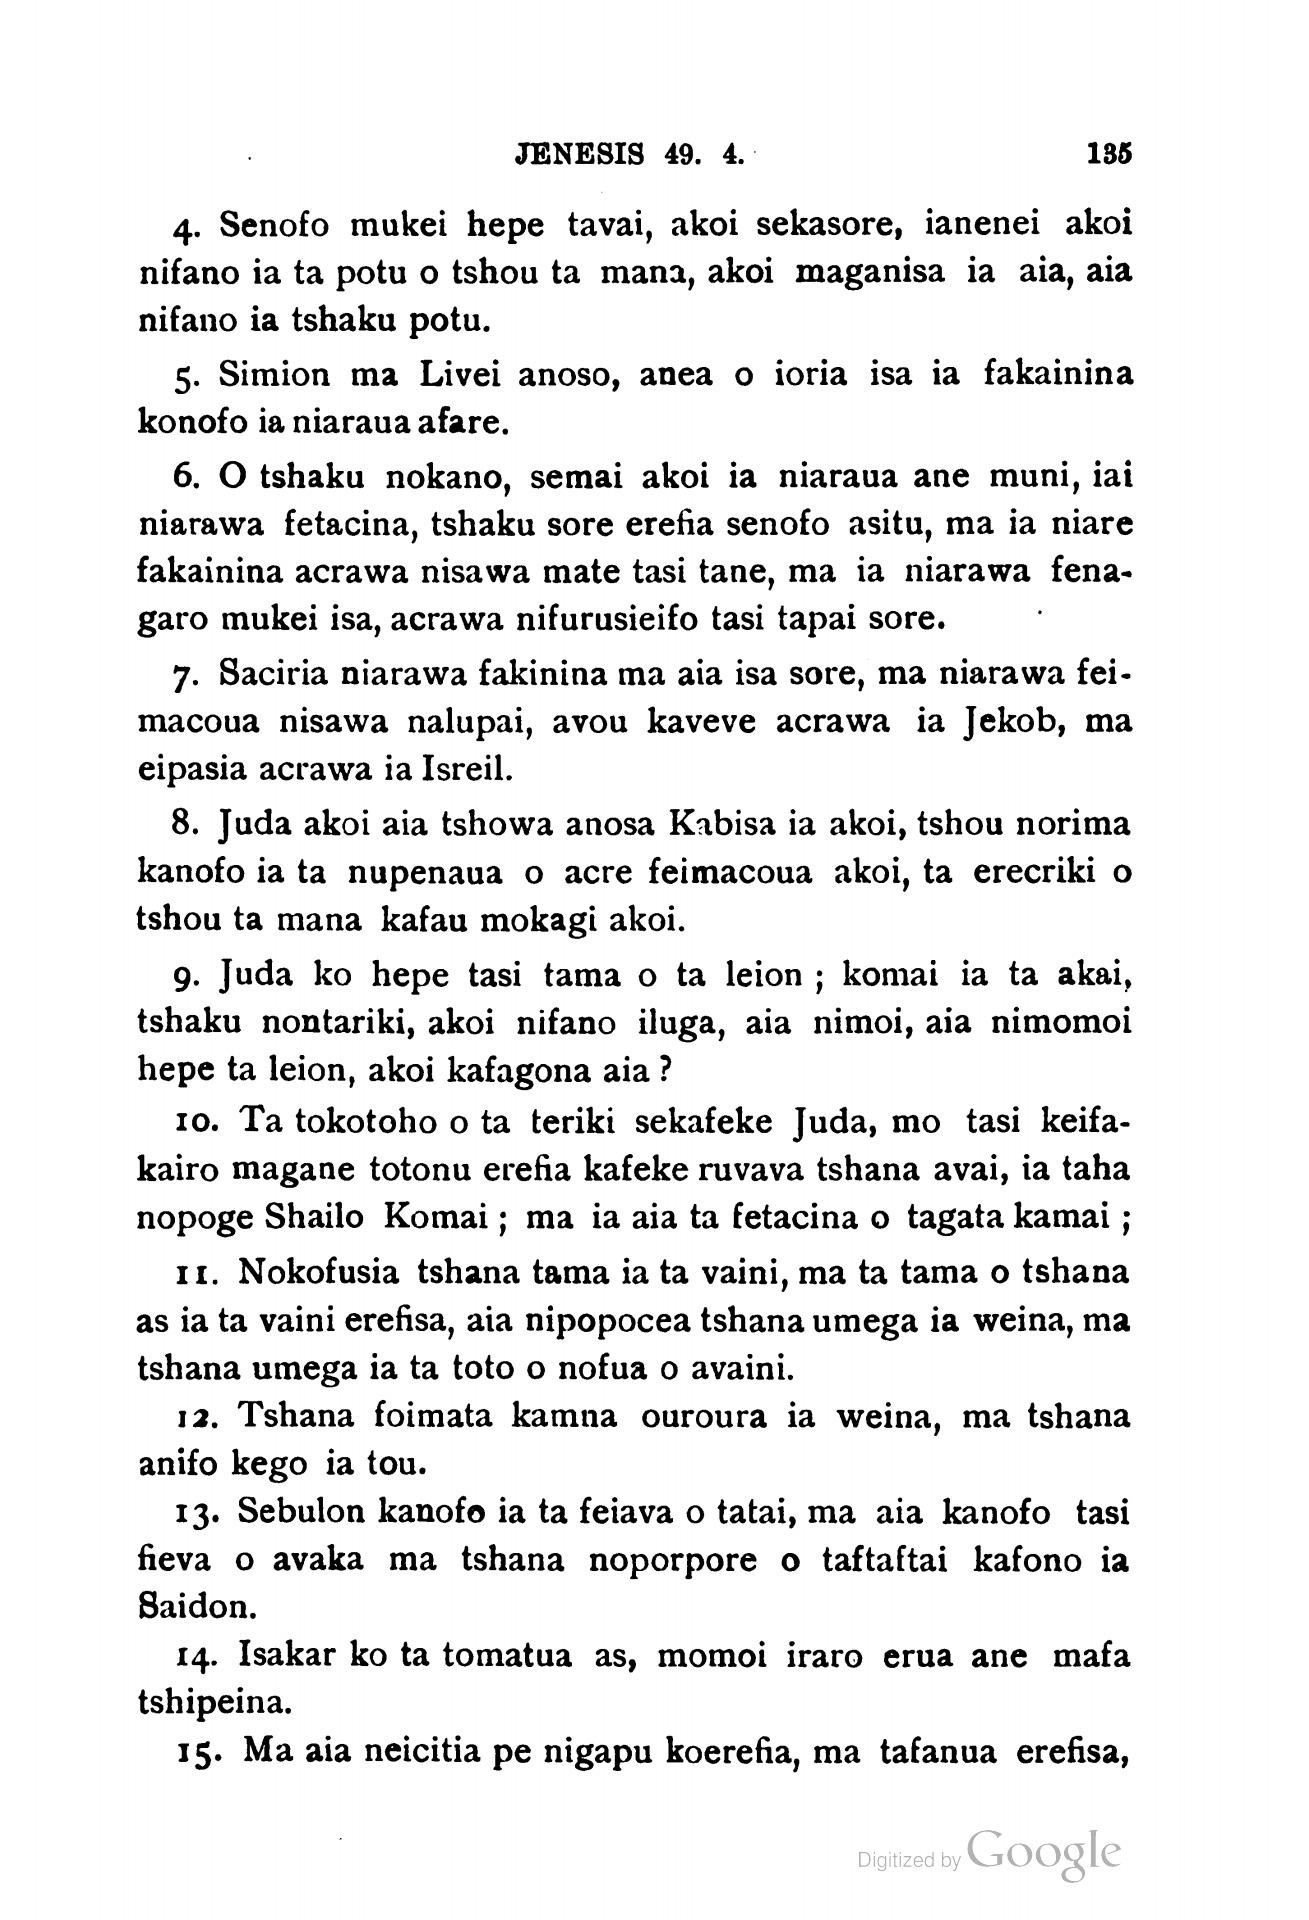 JENESIS 49. 4. 135
4. Senofo mukei hepe tavai, akoi sekasore, ianenei akoi
nifano ia ta potu o tshou ta mana, akoi maganisa ia aia, aia
nifano ia tshaku potu.
5. Simion ma Livei anoso, anea o ioria isa ia fakainina
konofo ia niaraua afare.
6. O tshaku nokano, semai akoi ia niaraua ane muni, iai
niarawa fetacina, tshaku sore erefia senofo asitu, ma ia niare
fakainina acrawa nisawa mate tasi tane, ma ia niarawa fena-
garo mukei isa, acrawa nifurusieifo tasi tapai sore.
7. Saciria niarawa fakinina ma aia isa sore, ma niarawa fei-
macoua nisawa nalupai, avou kaveve acrawa ia Jekob, ma
eipasia acrawa ia Isreil.
8. Juda akoi aia tshowa anosa Kabisa ia akoi, tshou norima
kanofo ia ta nupenaua o acre feimacoua akoi, ta erecriki o
tshou ta mana kafau mokagi akoi.
9. Juda ko hepe tasi tama o ta leion ; komai ia ta akai,
tshaku nontariki, akoi nifano iluga, aia nimoi, aia nimomoi
hepe ta leion, akoi kafagona aia ?
10. Ta tokotoho o ta teriki sekafeke Juda, mo tasi keifa-
kairo magane totonu erefia kafeke ruvava tshana avai, ia taha
nopoge Shailo Komai ; ma ia aia ta fetacina o tagata kamai ;
11. Nokofusia tshana tama ia ta vaini, ma ta tama o tshana
as ia ta vaini erefisa, aia nipopocea tshana umega ia weina, ma
tshana umega ia ta toto o nofua o avaini.
12. Tshana foimata kamna ouroura ia weina, ma tshana
anifo kego ia tou.
13. Sebulon kanofo ia ta feiava o tatai, ma aia kanofo tasi
fieva o avaka ma tshana noporpore o taftaftai kafono ia
Saidon.
14. Isakar ko ta tomatua as, momoi iraro erua ane mafa
tshipeina.
15. Ma aia neicitia pe nigapu koerefia, ma tafanua erefisa,
Digitized by Google